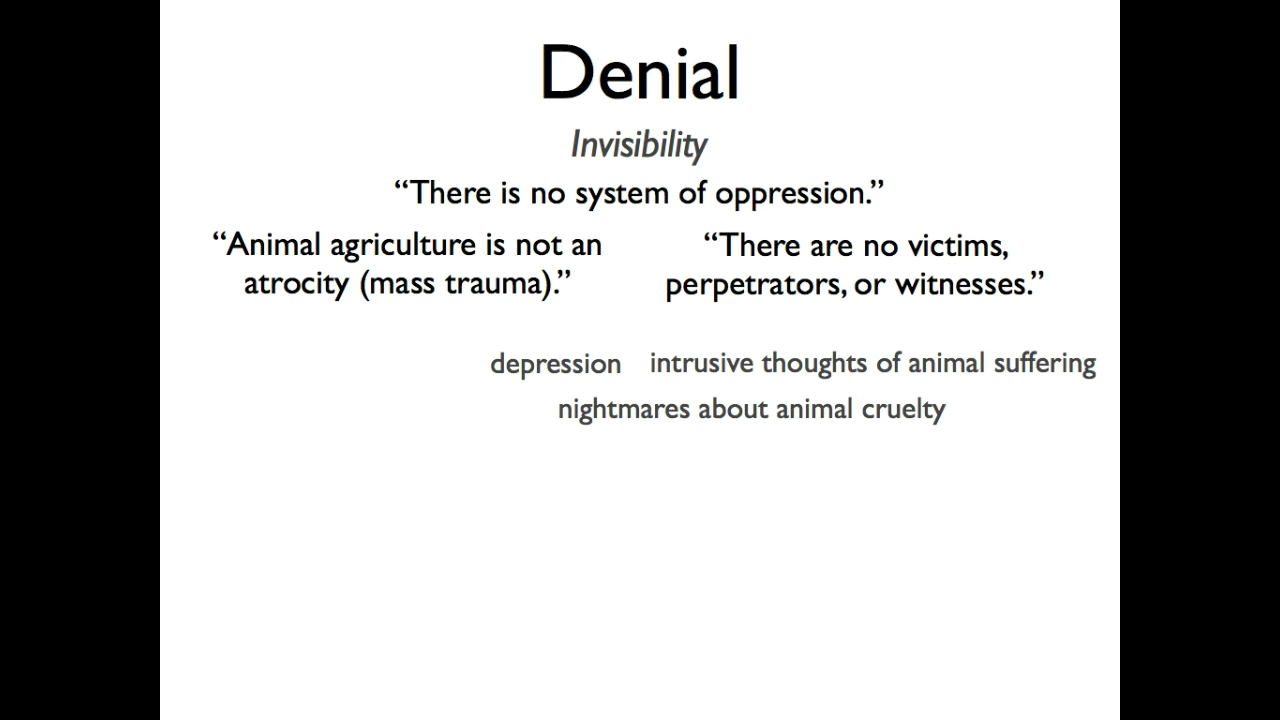 Denial
Invisibility
“There is no system of oppression.”
“Animal agriculture is not an
atrocity (mass trauma).”
“There are no victims,
perpetrators, or witnesses.”
depression
intrusive thoughts of animal suffering
nightmares about animal cruelty